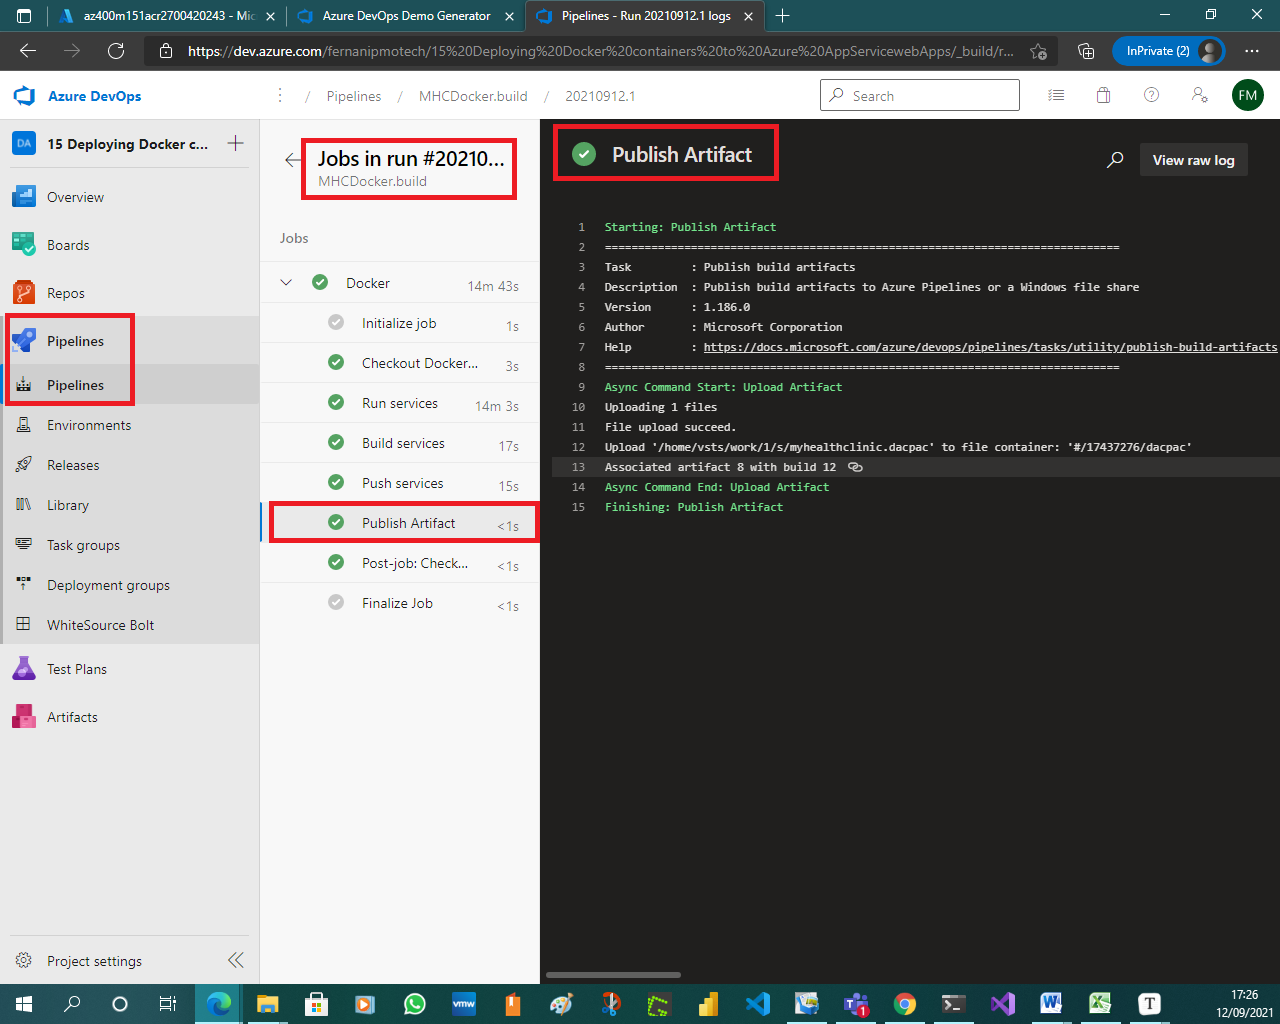 az400m151acr2700420243 - Mic
Azure DevOps Demo Generator
Pipelines - Run 20210912.1 logs
https://dev.azure.com/fernanipmotech/15%20Deploying%20Docker%20containers%20to%20Azure%20AppServicewebApps/_build/r...
InPrivate (2)
Azure DevOps
/ Pipelines / MHCDocker.build / 20210912.1
Search
FM
DA
15 Deploying Docker c...
Overview
Boards
Repos
Pipelines
Pipelines
Environments
Releases
Library
Task groups
Deployment groups
WhiteSource Bolt
Test Plans
Artifacts
Project settings
Jobs in run #20210...
MHCDocker.build
Jobs
Docker 14m 43s
Initialize job 1s
Checkout Docker... 3s
Run services 14m 3s
Build services 17s
Push services 15s
Publish Artifact <1s
Post-job: Check... <1s
Finalize Job <1s
Publish Artifact
View raw log
1 Starting: Publish Artifact
2 ==============================================================================
3 Task : Publish build artifacts
4 Description : Publish build artifacts to Azure Pipelines or a Windows file share
5 Version : 1.186.0
6 Author : Microsoft Corporation
7 Help : https://docs.microsoft.com/azure/devops/pipelines/tasks/utility/publish-build-artifacts
8 ==============================================================================
9 Async Command Start: Upload Artifact
10 Uploading 1 files
11 File upload succeed.
12 Upload '/home/vsts/work/1/s/myhealthclinic.dacpac' to file container: '#/17437276/dacpac'
13 Associated artifact 8 with build 12
14 Async Command End: Upload Artifact
15 Finishing: Publish Artifact
vmw
1
T
17:26
12/09/2021